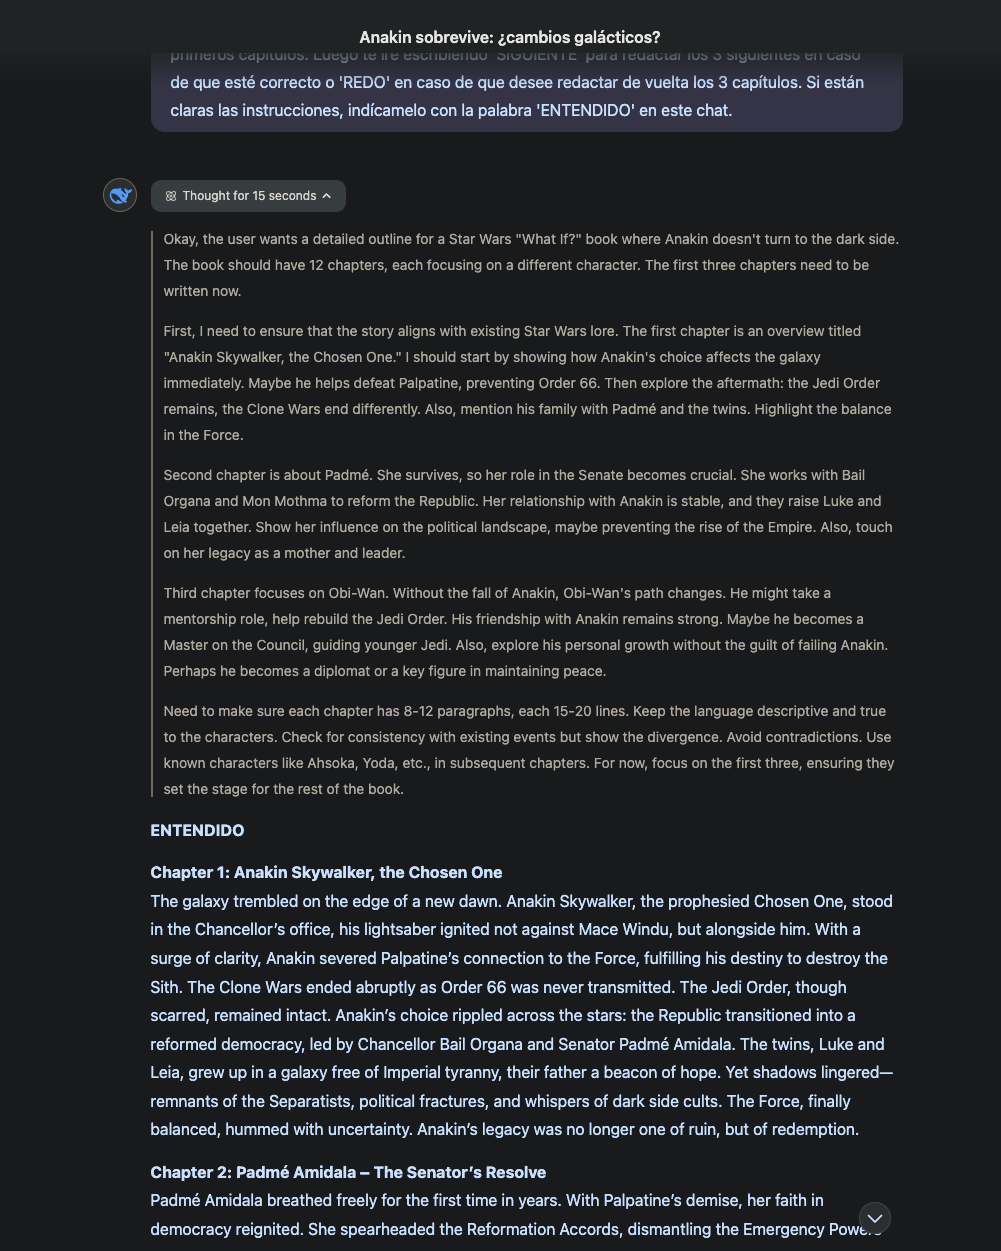 Anakin sobrevive: ¿cambios galácticos?
primeros capítulos. Luego te iré escribiendo 'SIGUIENTE' para redactar los 3 siguientes en caso
de que esté correcto o 'REDO' en caso de que desee redactar de vuelta los 3 capítulos. Si están
claras las instrucciones, indícamelo con la palabra 'ENTENDIDO' en este chat.
Thought for 15 seconds
Okay, the user wants a detailed outline for a Star Wars "What If?" book where Anakin doesn't turn to the dark side.
The book should have 12 chapters, each focusing on a different character. The first three chapters need to be
written now.
First, I need to ensure that the story aligns with existing Star Wars lore. The first chapter is an overview titled
"Anakin Skywalker, the Chosen One." I should start by showing how Anakin's choice affects the galaxy
immediately. Maybe he helps defeat Palpatine, preventing Order 66. Then explore the aftermath: the Jedi Order
remains, the Clone Wars end differently. Also, mention his family with Padmé and the twins. Highlight the balance
in the Force.
Second chapter is about Padmé. She survives, so her role in the Senate becomes crucial. She works with Bail
Organa and Mon Mothma to reform the Republic. Her relationship with Anakin is stable, and they raise Luke and
Leia together. Show her influence on the political landscape, maybe preventing the rise of the Empire. Also, touch
on her legacy as a mother and leader.
Third chapter focuses on Obi-Wan. Without the fall of Anakin, Obi-Wan's path changes. He might take a
mentorship role, help rebuild the Jedi Order. His friendship with Anakin remains strong. Maybe he becomes a
Master on the Council, guiding younger Jedi. Also, explore his personal growth without the guilt of failing Anakin.
Perhaps he becomes a diplomat or a key figure in maintaining peace.
Need to make sure each chapter has 8-12 paragraphs, each 15-20 lines. Keep the language descriptive and true
to the characters. Check for consistency with existing events but show the divergence. Avoid contradictions. Use
known characters like Ahsoka, Yoda, etc., in subsequent chapters. For now, focus on the first three, ensuring they
set the stage for the rest of the book.
ENTENDIDO
Chapter 1: Anakin Skywalker, the Chosen One
The galaxy trembled on the edge of a new dawn. Anakin Skywalker, the prophesied Chosen One, stood
in the Chancellor’s office, his lightsaber ignited not against Mace Windu, but alongside him. With a
surge of clarity, Anakin severed Palpatine’s connection to the Force, fulfilling his destiny to destroy the
Sith. The Clone Wars ended abruptly as Order 66 was never transmitted. The Jedi Order, though
scarred, remained intact. Anakin’s choice rippled across the stars: the Republic transitioned into a
reformed democracy, led by Chancellor Bail Organa and Senator Padmé Amidala. The twins, Luke and
Leia, grew up in a galaxy free of Imperial tyranny, their father a beacon of hope. Yet shadows lingered—
remnants of the Separatists, political fractures, and whispers of dark side cults. The Force, finally
balanced, hummed with uncertainty. Anakin’s legacy was no longer one of ruin, but of redemption.
Chapter 2: Padmé Amidala – The Senator’s Resolve
Padmé Amidala breathed freely for the first time in years. With Palpatine’s demise, her faith in
democracy reignited. She spearheaded the Reformation Accords, dismantling the Emergency Powers